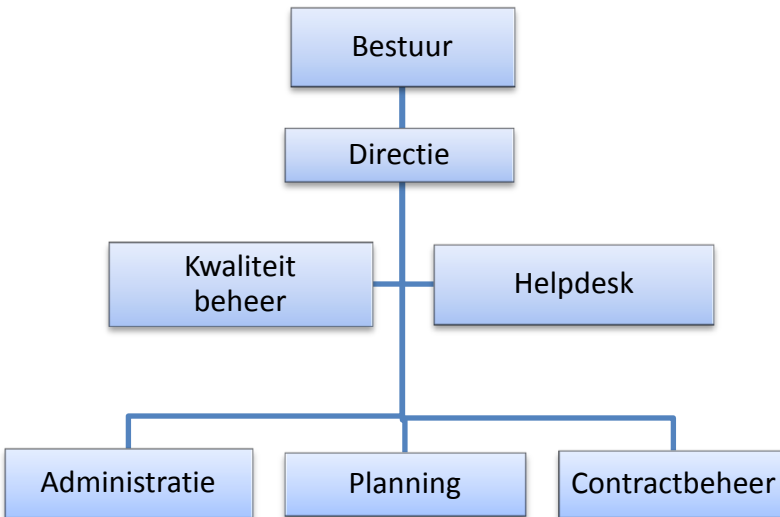 Bestuur
Directie
Kwaliteit
beheer
Helpdesk
Administratie
Planning
Contractbeheer